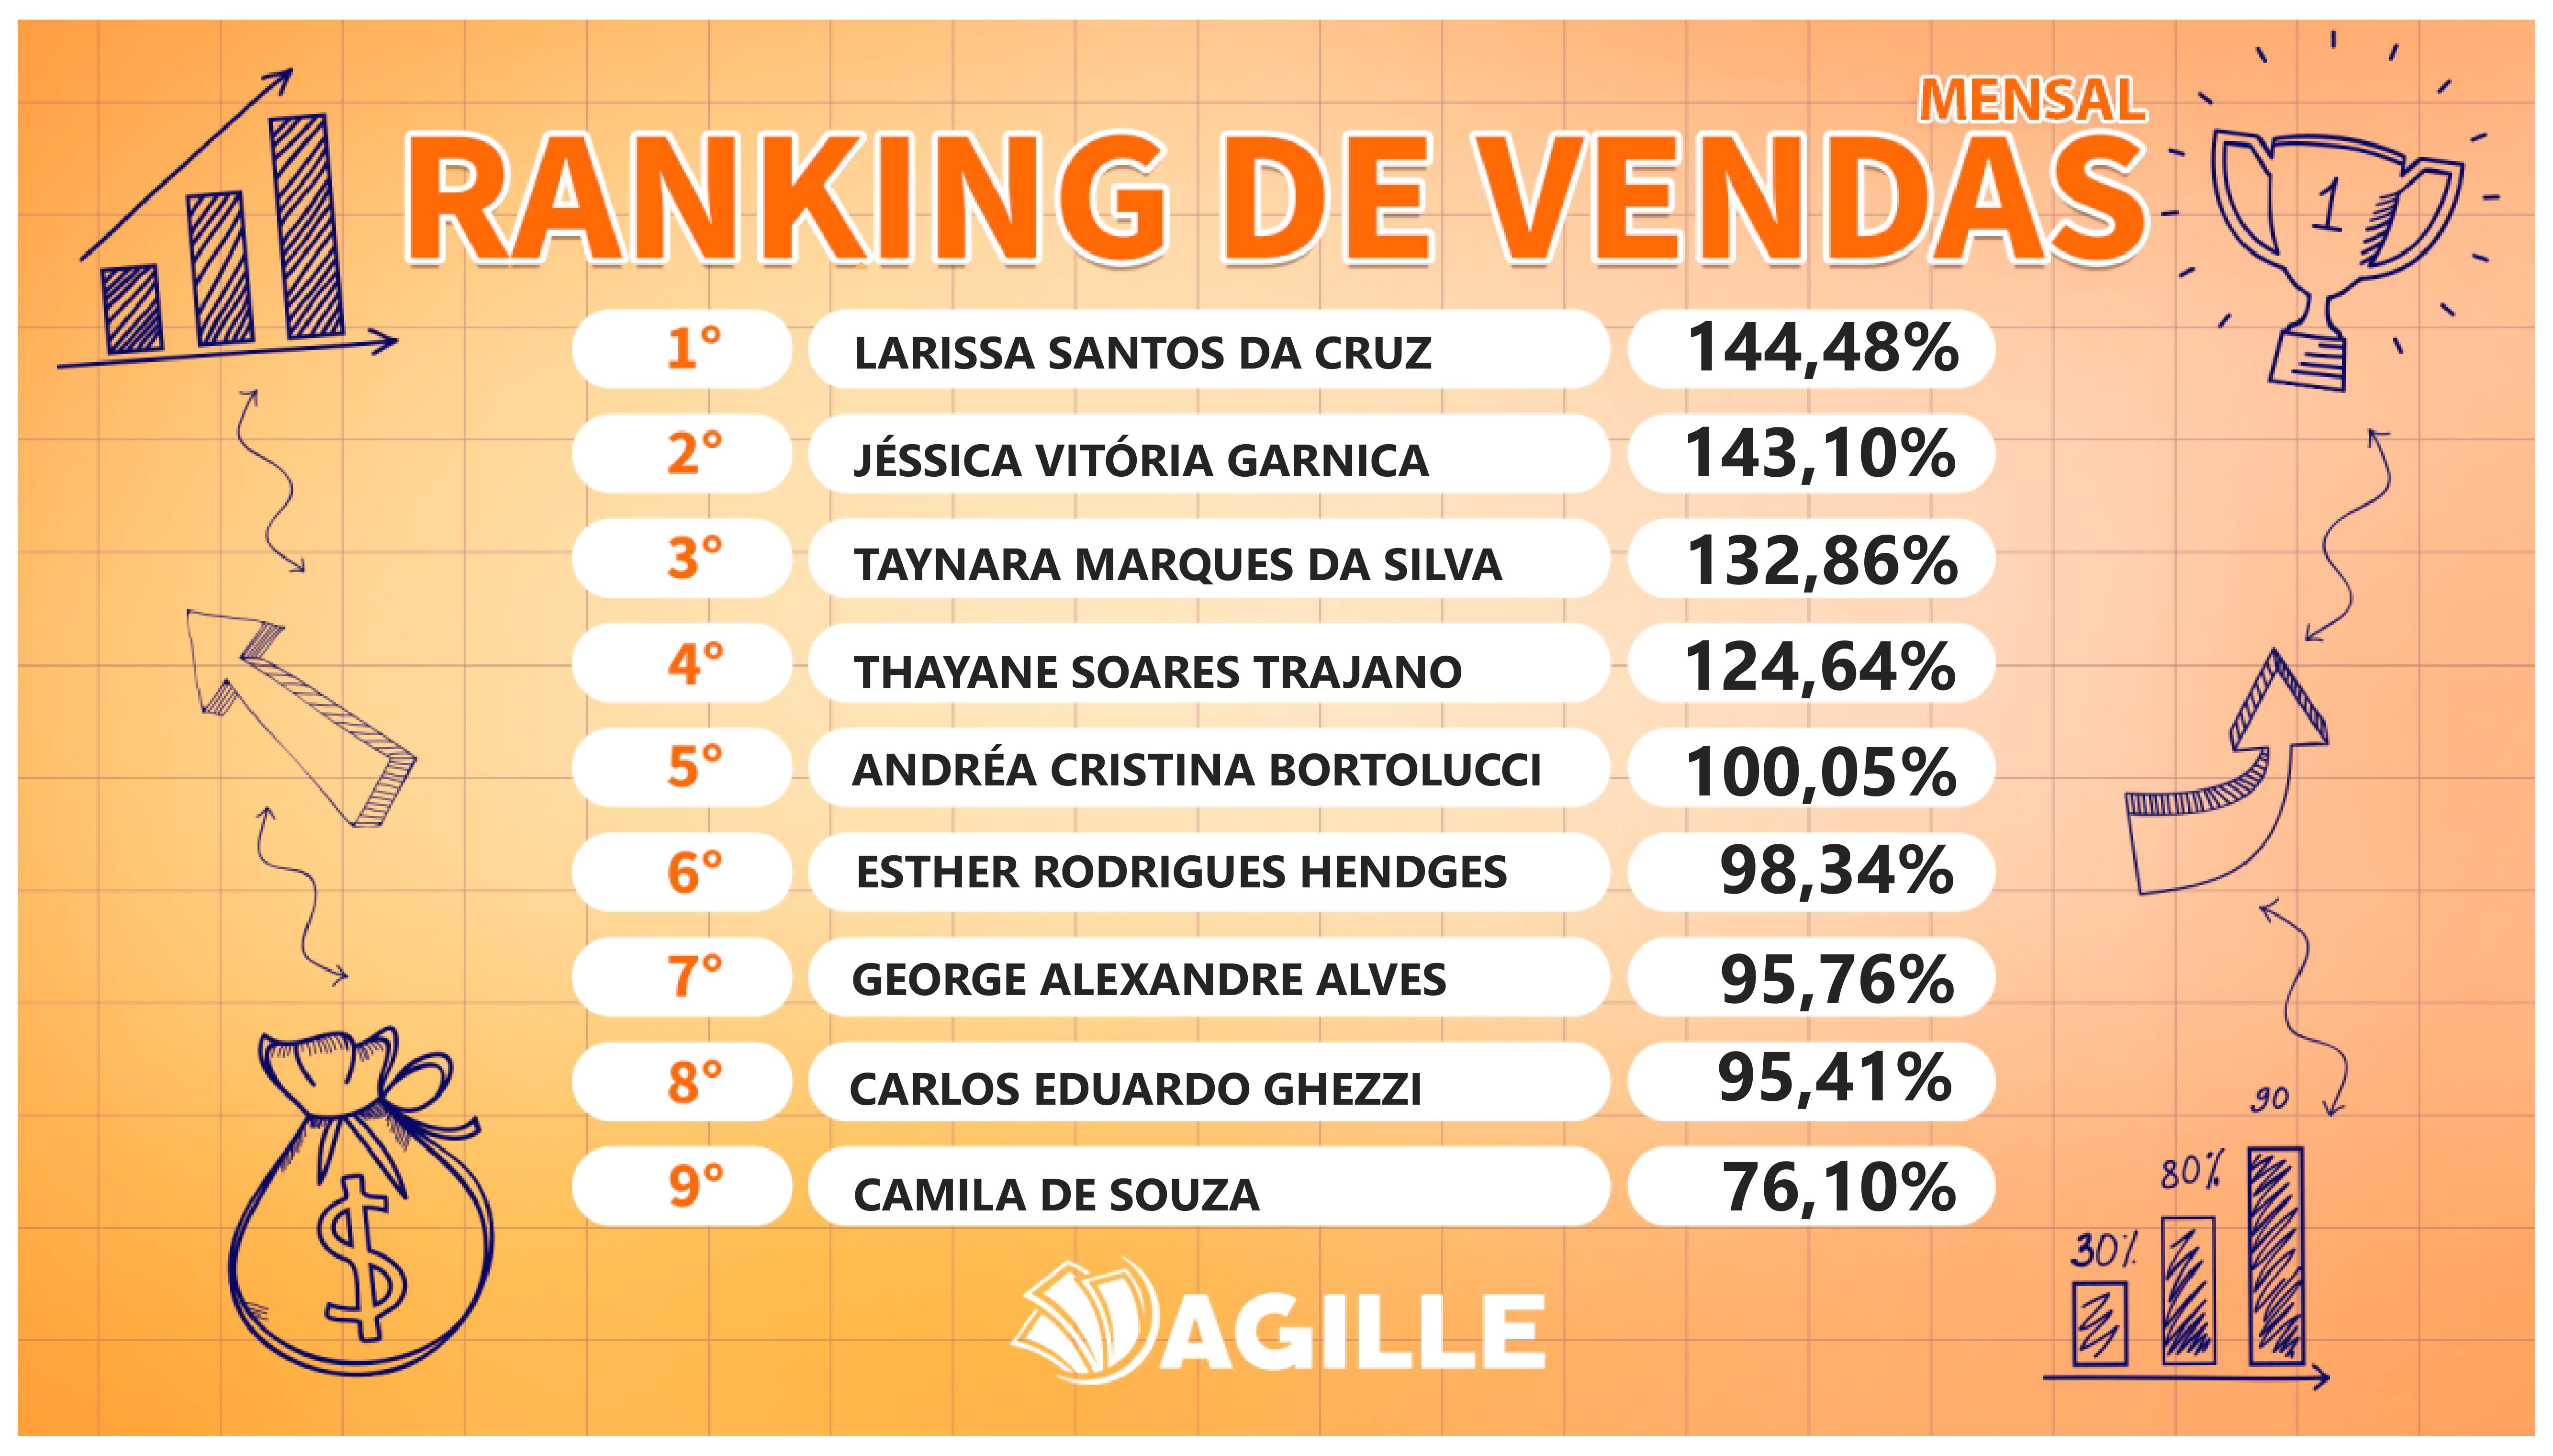 MENSAL
RANKING DE VENDAS
1
1° LARISSA SANTOS DA CRUZ 144,48%
2° JÉSSICA VITÓRIA GARNICA 143,10%
3° TAYNARA MARQUES DA SILVA 132,86%
4° THAYANE SOARES TRAJANO 124,64%
5° ANDRÉA CRISTINA BORTOLUCCI 100,05%
6° ESTHER RODRIGUES HENDGES 98,34%
7° GEORGE ALEXANDRE ALVES 95,76%
8° CARLOS EDUARDO GHEZZI 95,41%
9° CAMILA DE SOUZA 76,10%
90
80%
30%
$
AGILLE